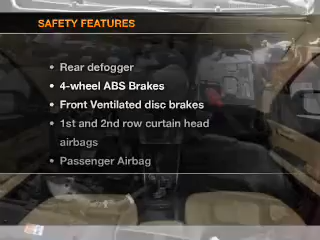 SAFETY FEATURES
• Rear defogger
• 4-wheel ABS Brakes
• Front Ventilated disc brakes
• 1st and 2nd row curtain head
airbags
• Passenger Airbag